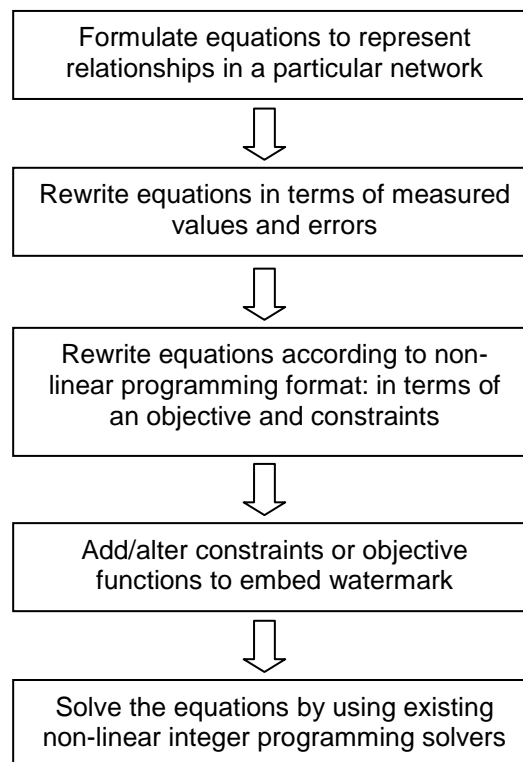 Formulate equations to represent
relationships in a particular network
Rewrite equations in terms of measured
values and errors
Rewrite equations according to non-
linear programming format: in terms of
an objective and constraints
Add/alter constraints or objective
functions to embed watermark
Solve the equations by using existing
non-linear integer programming solvers